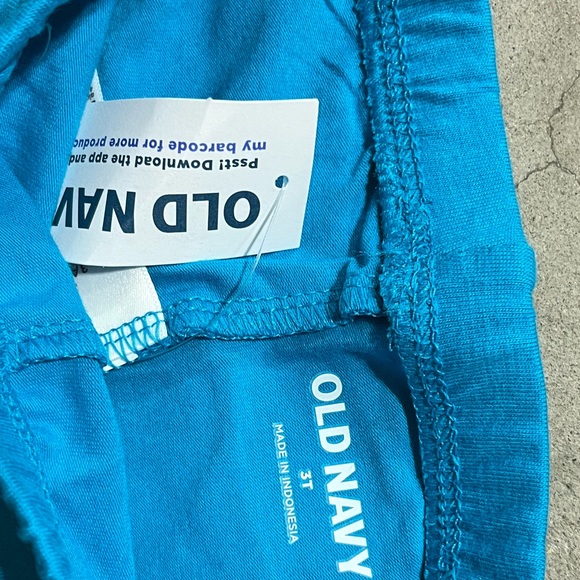 OLD NAV
Psst! Download the app and
my barcode for more produc
OLD NAVY
3T
MADE IN INDONESIA